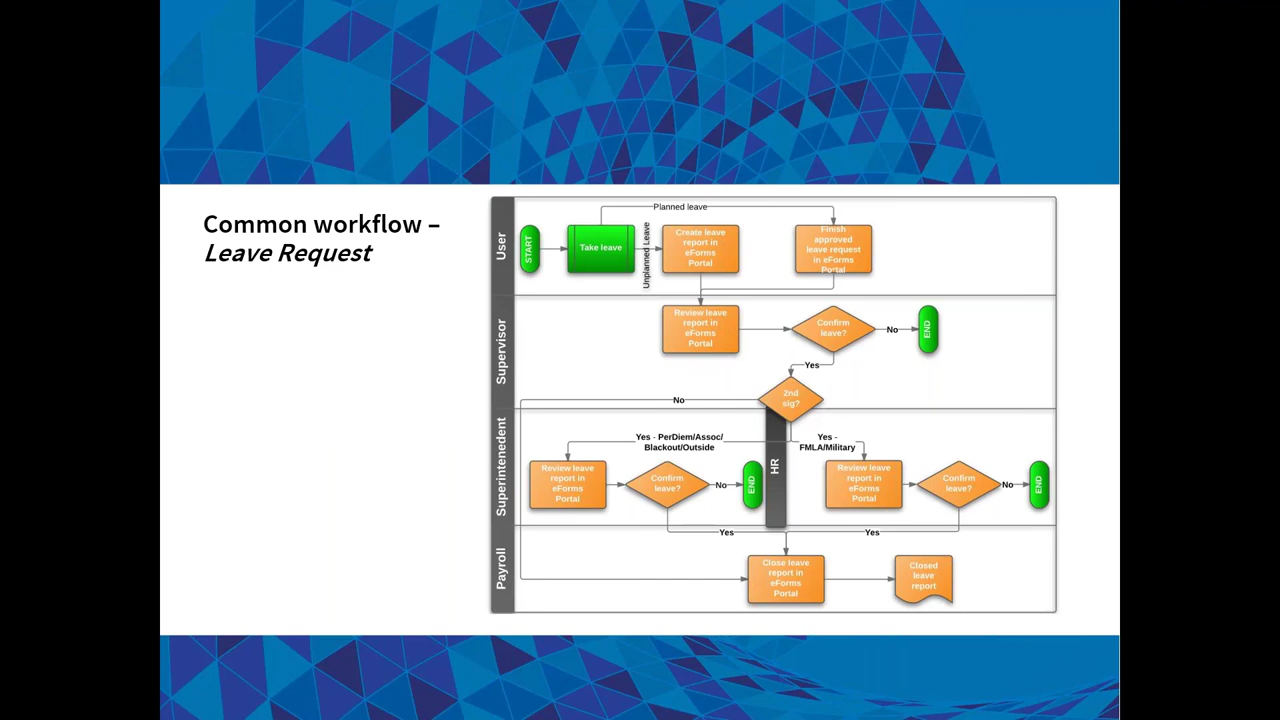 Common workflow –
Leave Request
User
START
Take leave
Planned leave
Unplanned Leave
Create leave
report in
eForms
Portal
Finish
approved
leave request
in eForms
Portal
Supervisor
Review leave
report in
eForms
Portal
Confirm
leave?
No
END
Yes
2nd
sig?
No
Superintenedent
Yes - PerDiem/Assoc/
Blackout/Outside
Review leave
report in
eForms
Portal
Confirm
leave?
No
END
Yes
HR
Yes -
FMLA/Military
Review leave
report in
eForms
Portal
Confirm
leave?
No
END
Yes
Payroll
Close leave
report in
eForms
Portal
Closed
leave
report